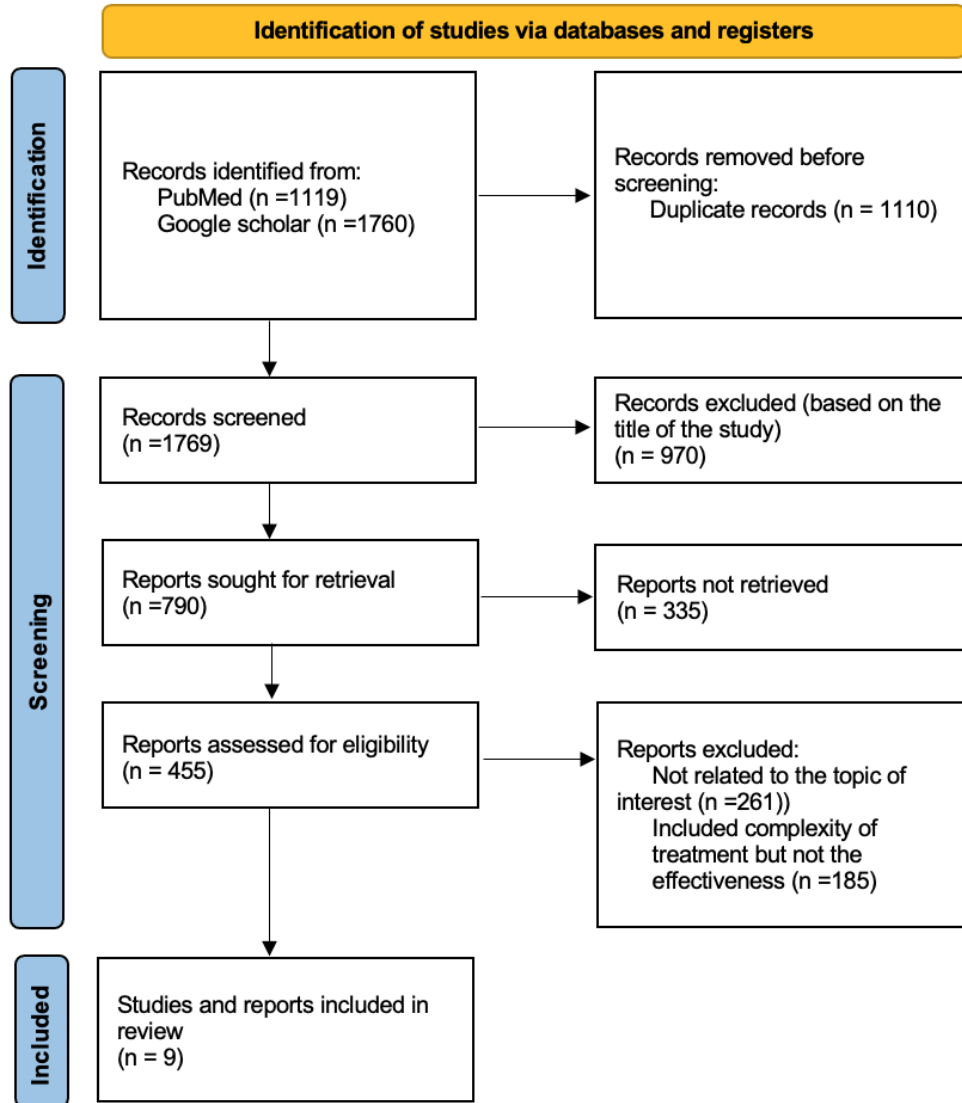 Identification of studies via databases and registers
Identification
Records identified from:
PubMed (n =1119)
Google scholar (n =1760)
Records removed before
screening:
Duplicate records (n = 1110)
Screening
Records screened
(n =1769)
Records excluded (based on the
title of the study)
(n = 970)
Reports sought for retrieval
(n =790)
Reports not retrieved
(n = 335)
Reports assessed for eligibility
(n = 455)
Reports excluded:
Not related to the topic of
interest (n =261))
Included complexity of
treatment but not the
effectiveness (n =185)
Included
Studies and reports included in
review
(n = 9)